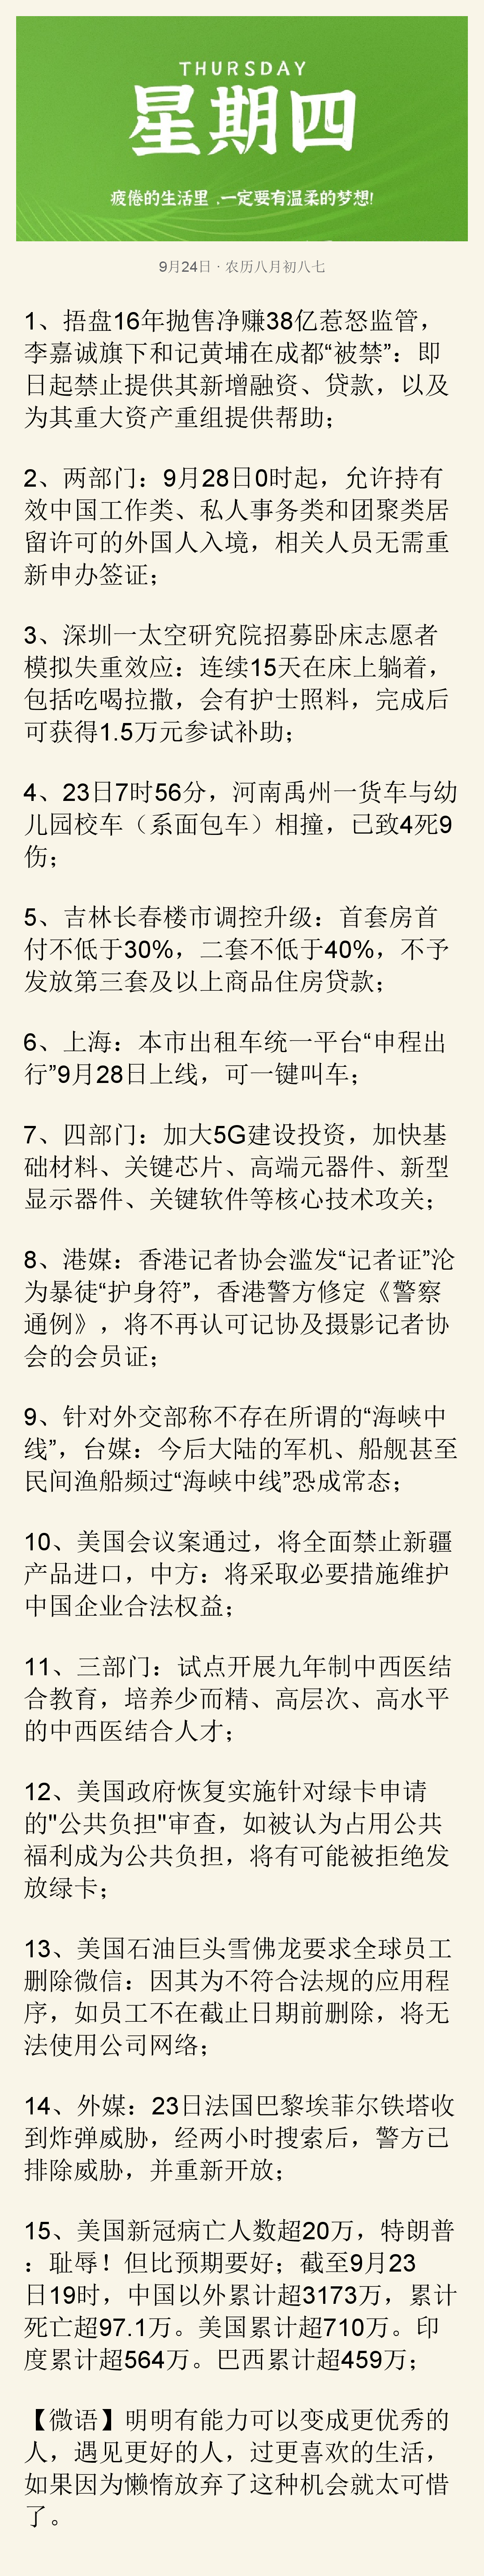 THURSDAY
星期四
疲倦的生活里，一定要有温柔的梦想!
9月24日 · 农历八月初八七
1、捂盘16年抛售净赚38亿惹怒监管，
李嘉诚旗下和记黄埔在成都“被禁”：即
日起禁止提供其新增融资、贷款，以及
为其重大资产重组提供帮助；
2、两部门：9月28日0时起，允许持有
效中国工作类、私人事务类和团聚类居
留许可的外国人入境，相关人员无需重
新申办签证；
3、深圳一太空研究院招募卧床志愿者
模拟失重效应：连续15天在床上躺着，
包括吃喝拉撒，会有护士照料，完成后
可获得1.5万元参试补助；
4、23日7时56分，河南禹州一货车与幼
儿园校车（系面包车）相撞，已致4死9
伤；
5、吉林长春楼市调控升级：首套房首
付不低于30%，二套不低于40%，不予
发放第三套及以上商品住房贷款；
6、上海：本市出租车统一平台“申程出
行”9月28日上线，可一键叫车；
7、四部门：加大5G建设投资，加快基
础材料、关键芯片、高端元器件、新型
显示器件、关键软件等核心技术攻关；
8、港媒：香港记者协会滥发“记者证”沦
为暴徒“护身符”，香港警方修定《警察
通例》，将不再认可记协及摄影记者协
会的会员证；
9、针对外交部称不存在所谓的“海峡中
线”，台媒：今后大陆的军机、船舰甚至
民间渔船频过“海峡中线”恐成常态；
10、美国会议案通过，将全面禁止新疆
产品进口，中方：将采取必要措施维护
中国企业合法权益；
11、三部门：试点开展九年制中西医结
合教育，培养少而精、高层次、高水平
的中西医结合人才；
12、美国政府恢复实施针对绿卡申请
的"公共负担"审查，如被认为占用公共
福利成为公共负担，将有可能被拒绝发
放绿卡；
13、美国石油巨头雪佛龙要求全球员工
删除微信：因其为不符合法规的应用程
序，如员工不在截止日期前删除，将无
法使用公司网络；
14、外媒：23日法国巴黎埃菲尔铁塔收
到炸弹威胁，经两小时搜索后，警方已
排除威胁，并重新开放；
15、美国新冠病亡人数超20万，特朗普
：耻辱！但比预期要好；截至9月23
日19时，中国以外累计超3173万，累计
死亡超97.1万。美国累计超710万。印
度累计超564万。巴西累计超459万；
【微语】明明有能力可以变成更优秀的
人，遇见更好的人，过更喜欢的生活，
如果因为懒惰放弃了这种机会就太可惜
了。